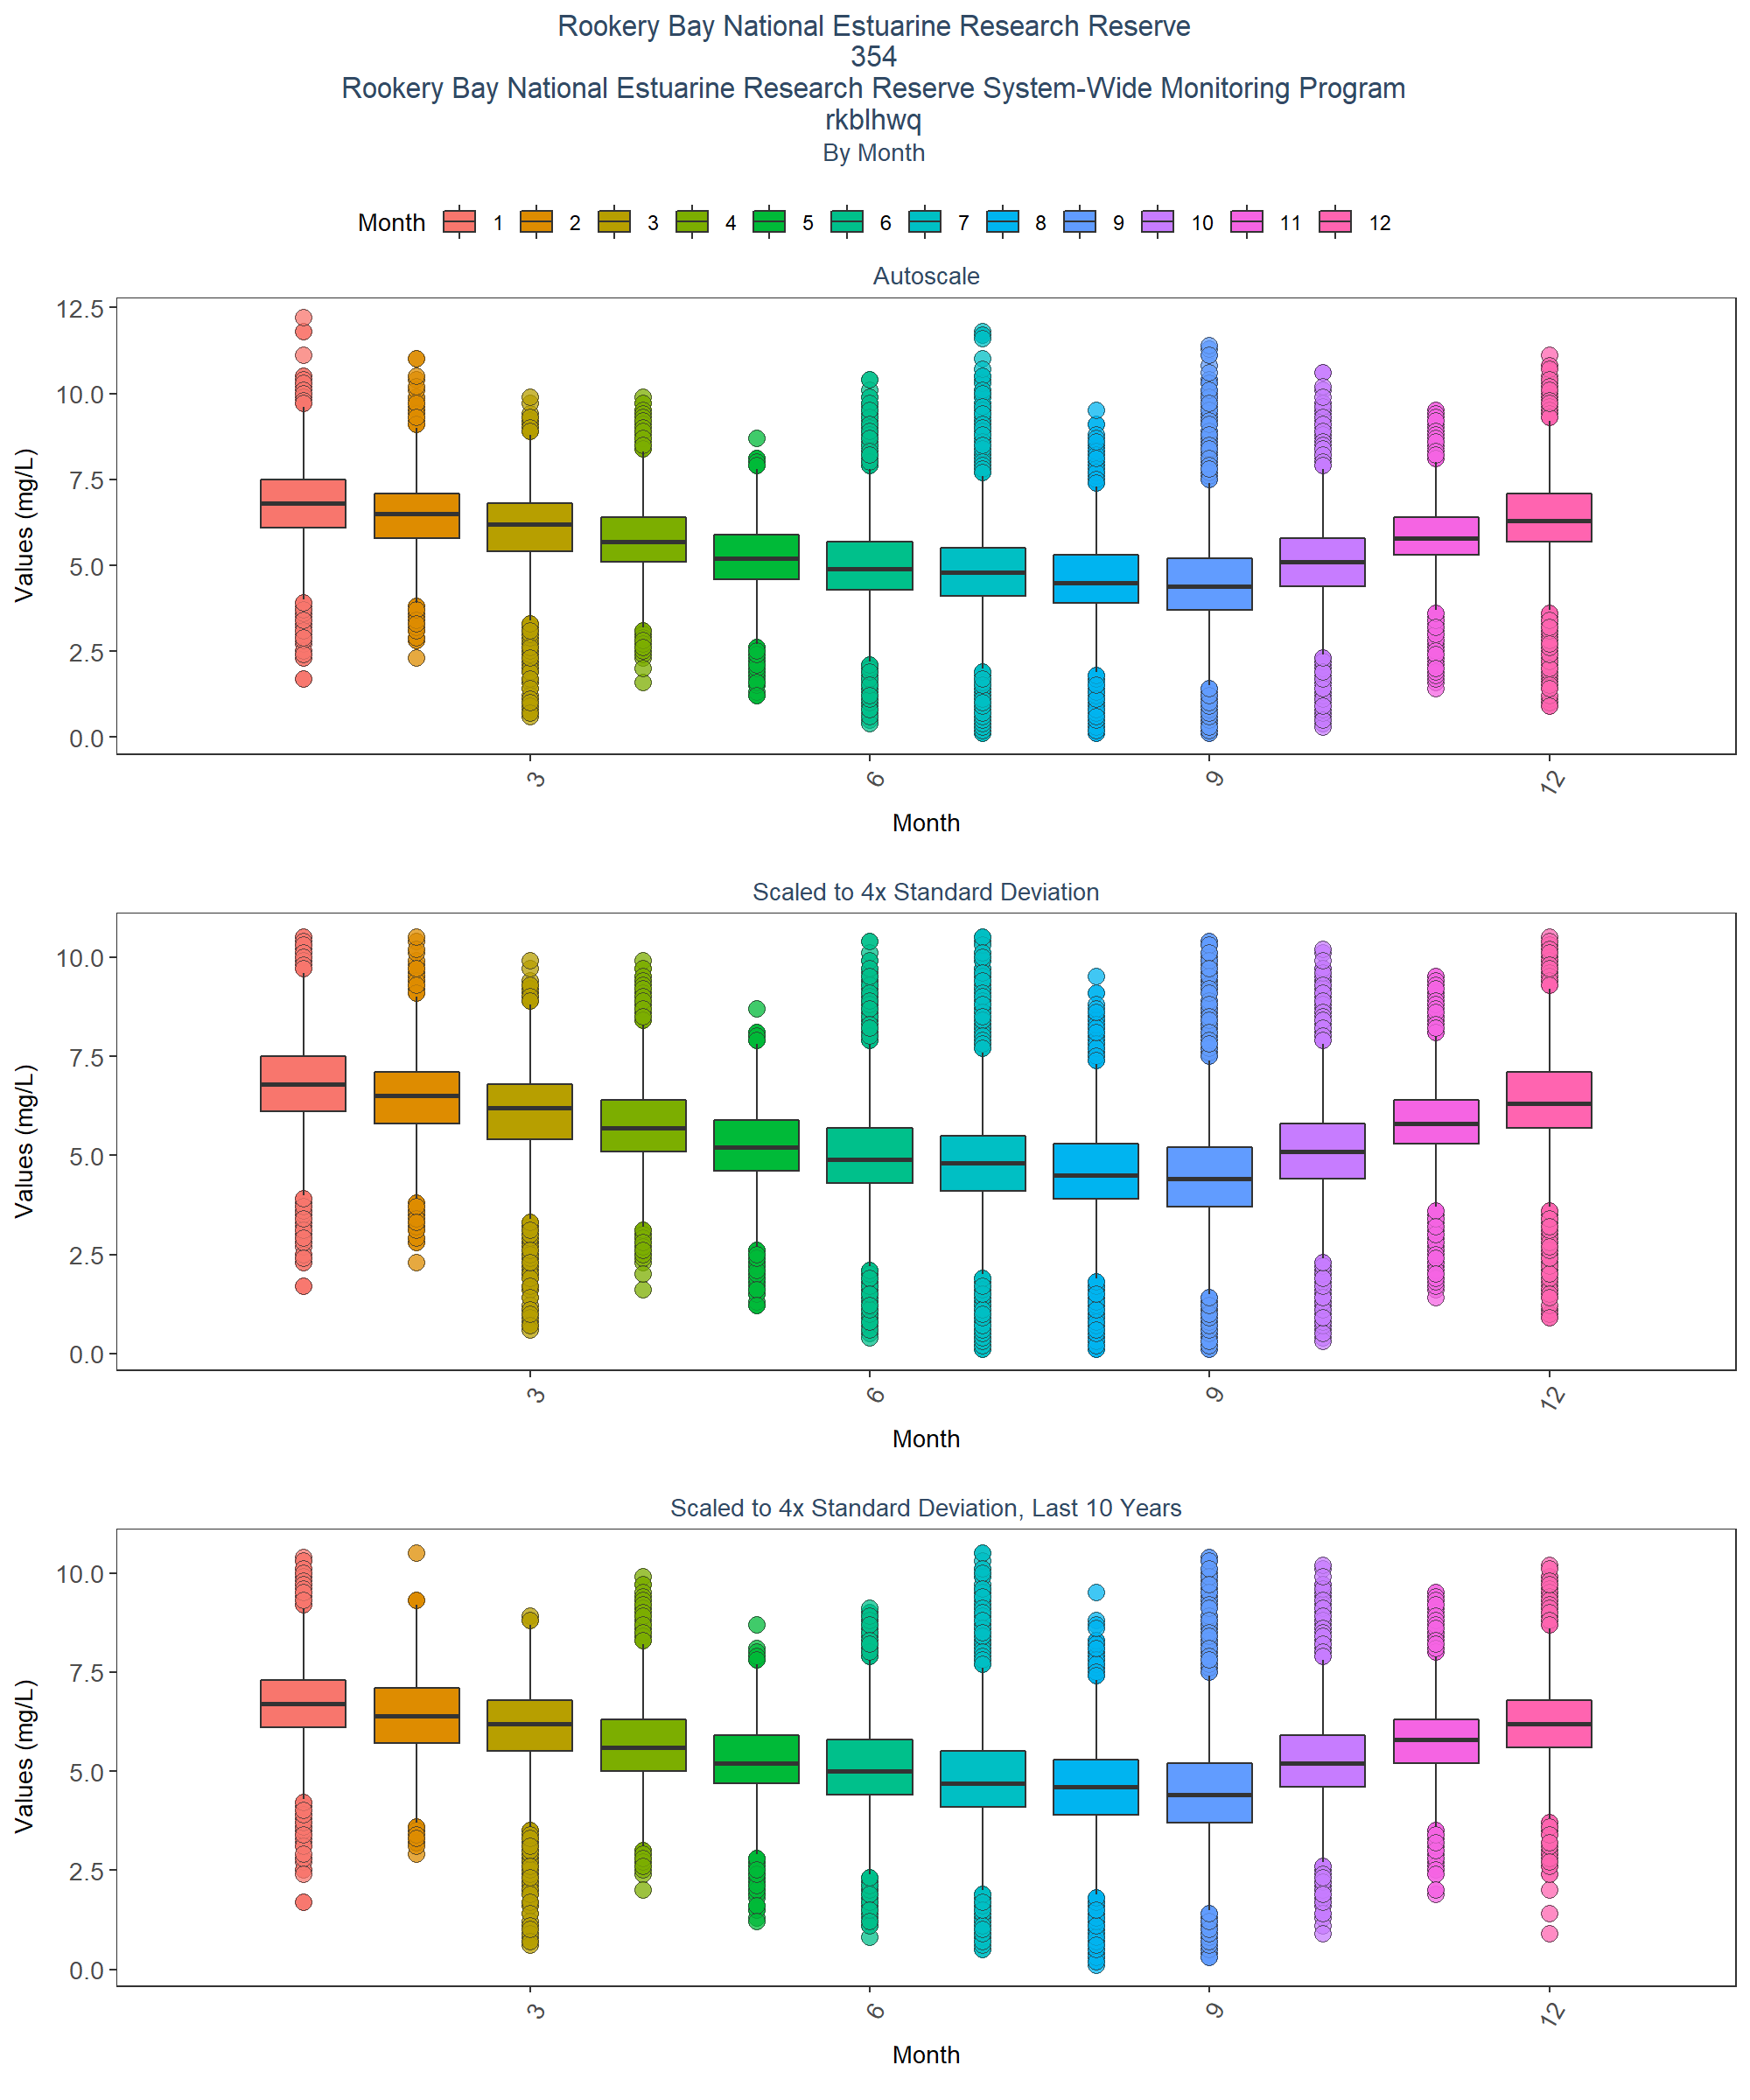 Rookery Bay National Estuarine Research Reserve
354
Rookery Bay National Estuarine Research Reserve System-Wide Monitoring Program
rkblhwq
By Month
Month 1 2 3 4 5 6 7 8 9 10 11 12
Autoscale
Values (mg/L)
12.5
10.0
7.5
5.0
2.5
0.0
3 6 9 12
Month
Scaled to 4x Standard Deviation
Values (mg/L)
10.0
7.5
5.0
2.5
0.0
3 6 9 12
Month
Scaled to 4x Standard Deviation, Last 10 Years
Values (mg/L)
10.0
7.5
5.0
2.5
0.0
3 6 9 12
Month